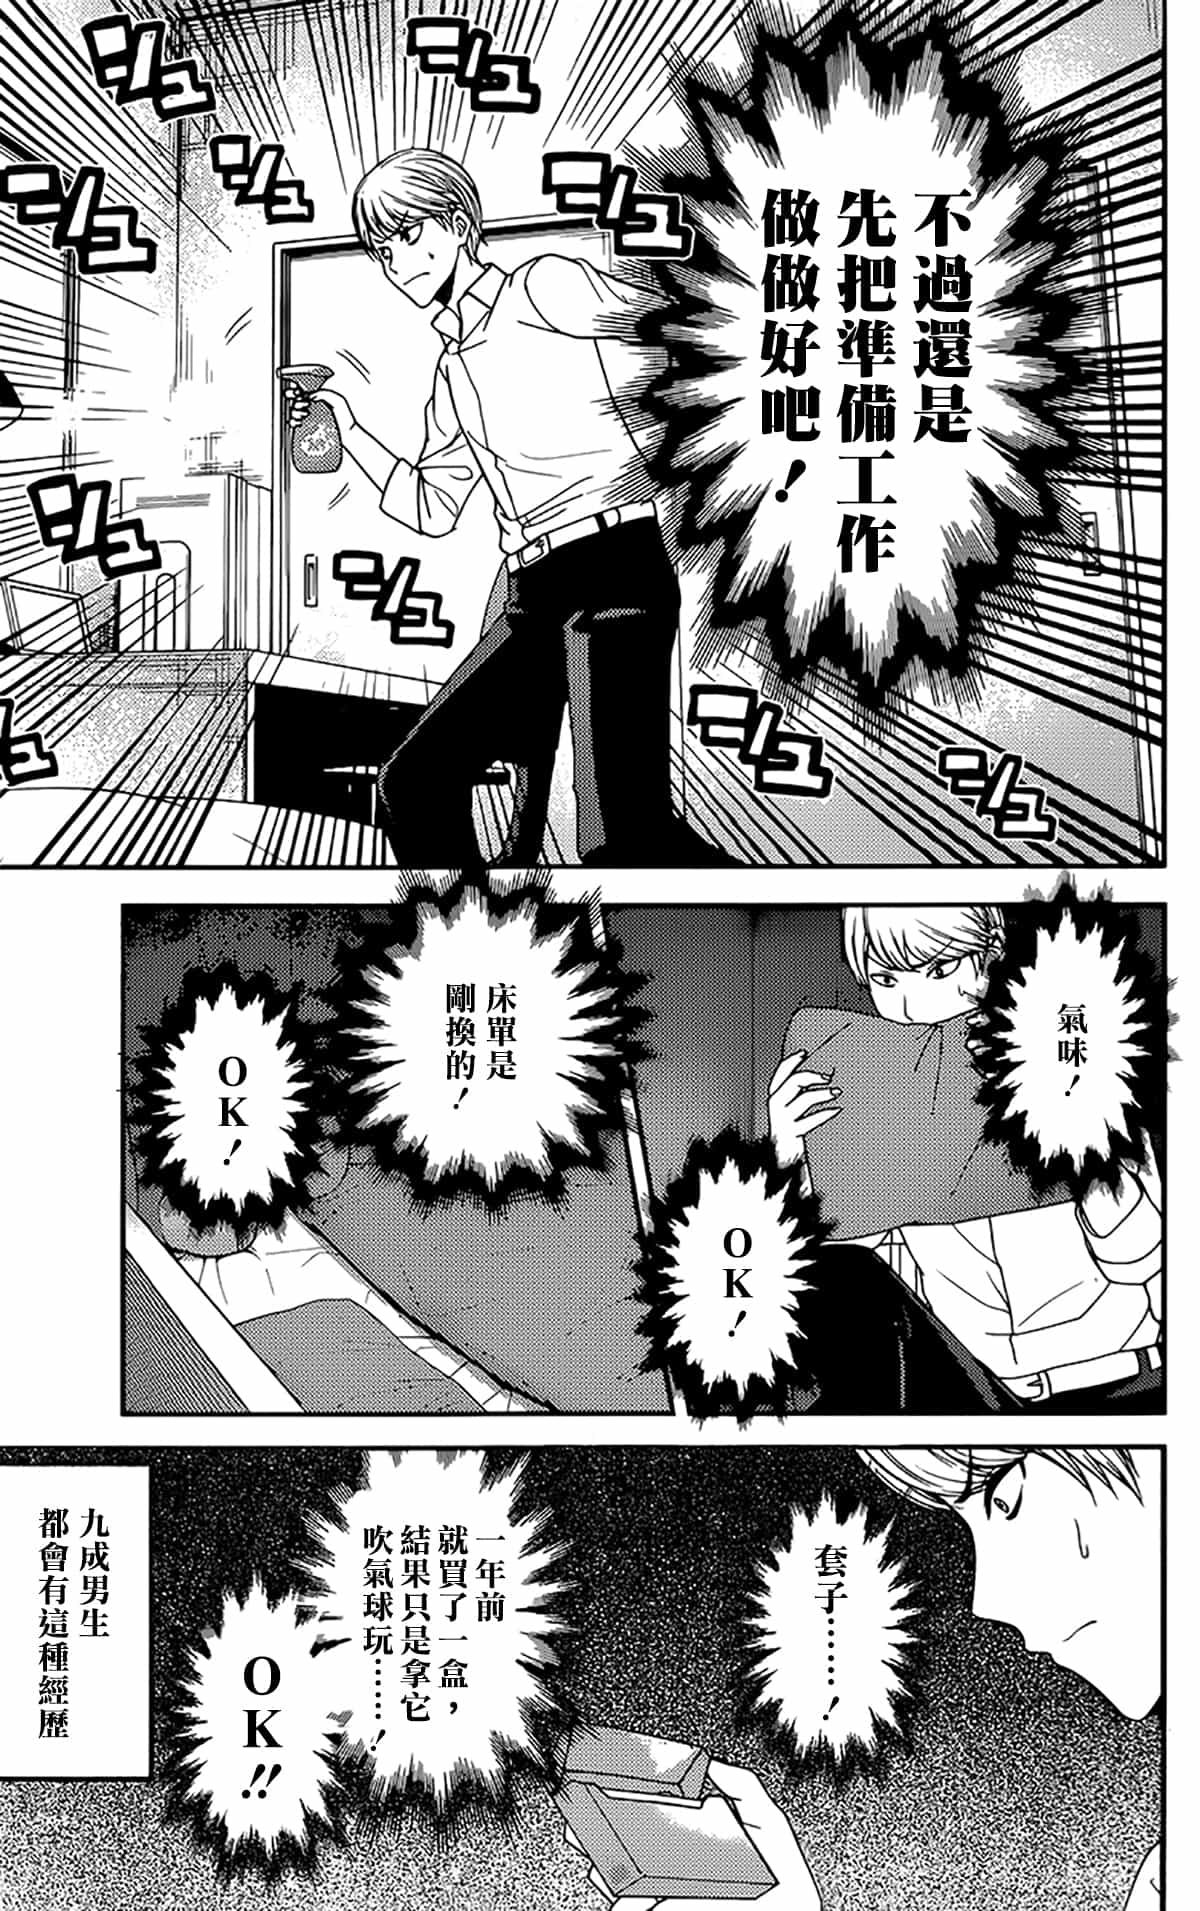 不過還是
先把準備工作
做做好吧！
シュ
シュ
シュ
シュ
シュ
シュ
シュ
シュ
シュ
シュ
氣味！
OK！
床單是
剛換的！
OK！
套子⋯⋯⋯
一年前
就買了一盒，
結果只是拿它
吹氣球玩⋯⋯！
OK!!
九成男生
都會有這種經歷